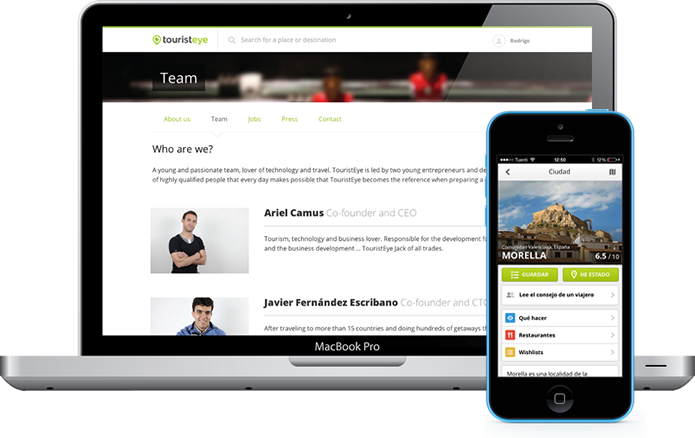 touristeye
Search for a place or destination
Rodrigo
Team
About us
Team
Jobs
Press
Contact
Who are we?
A young and passionate team, lover of technology and travel. TouristEye is led by two young entrepreneurs and de
of highly qualified people that every day makes possible that TouristEye becomes the reference when preparing a
Ariel Camus Co-founder and CEO
Tourism, technology and business lover. Responsible for the development fo
and the business development ... TouristEye Jack of all trades.
Javier Fernández Escribano Co-founder and CTO
After traveling to more than 15 countries and doing hundreds of getaways th
MacBook Pro
Tuenti
12:50
12%
Ciudad
Comunidad Valenciana, España
MORELLA
6.5 / 10
GUARDAR
HE ESTADO
Lee el consejo de un viajero
Qué hacer
Restaurantes
Wishlists
Morella es una localidad de la